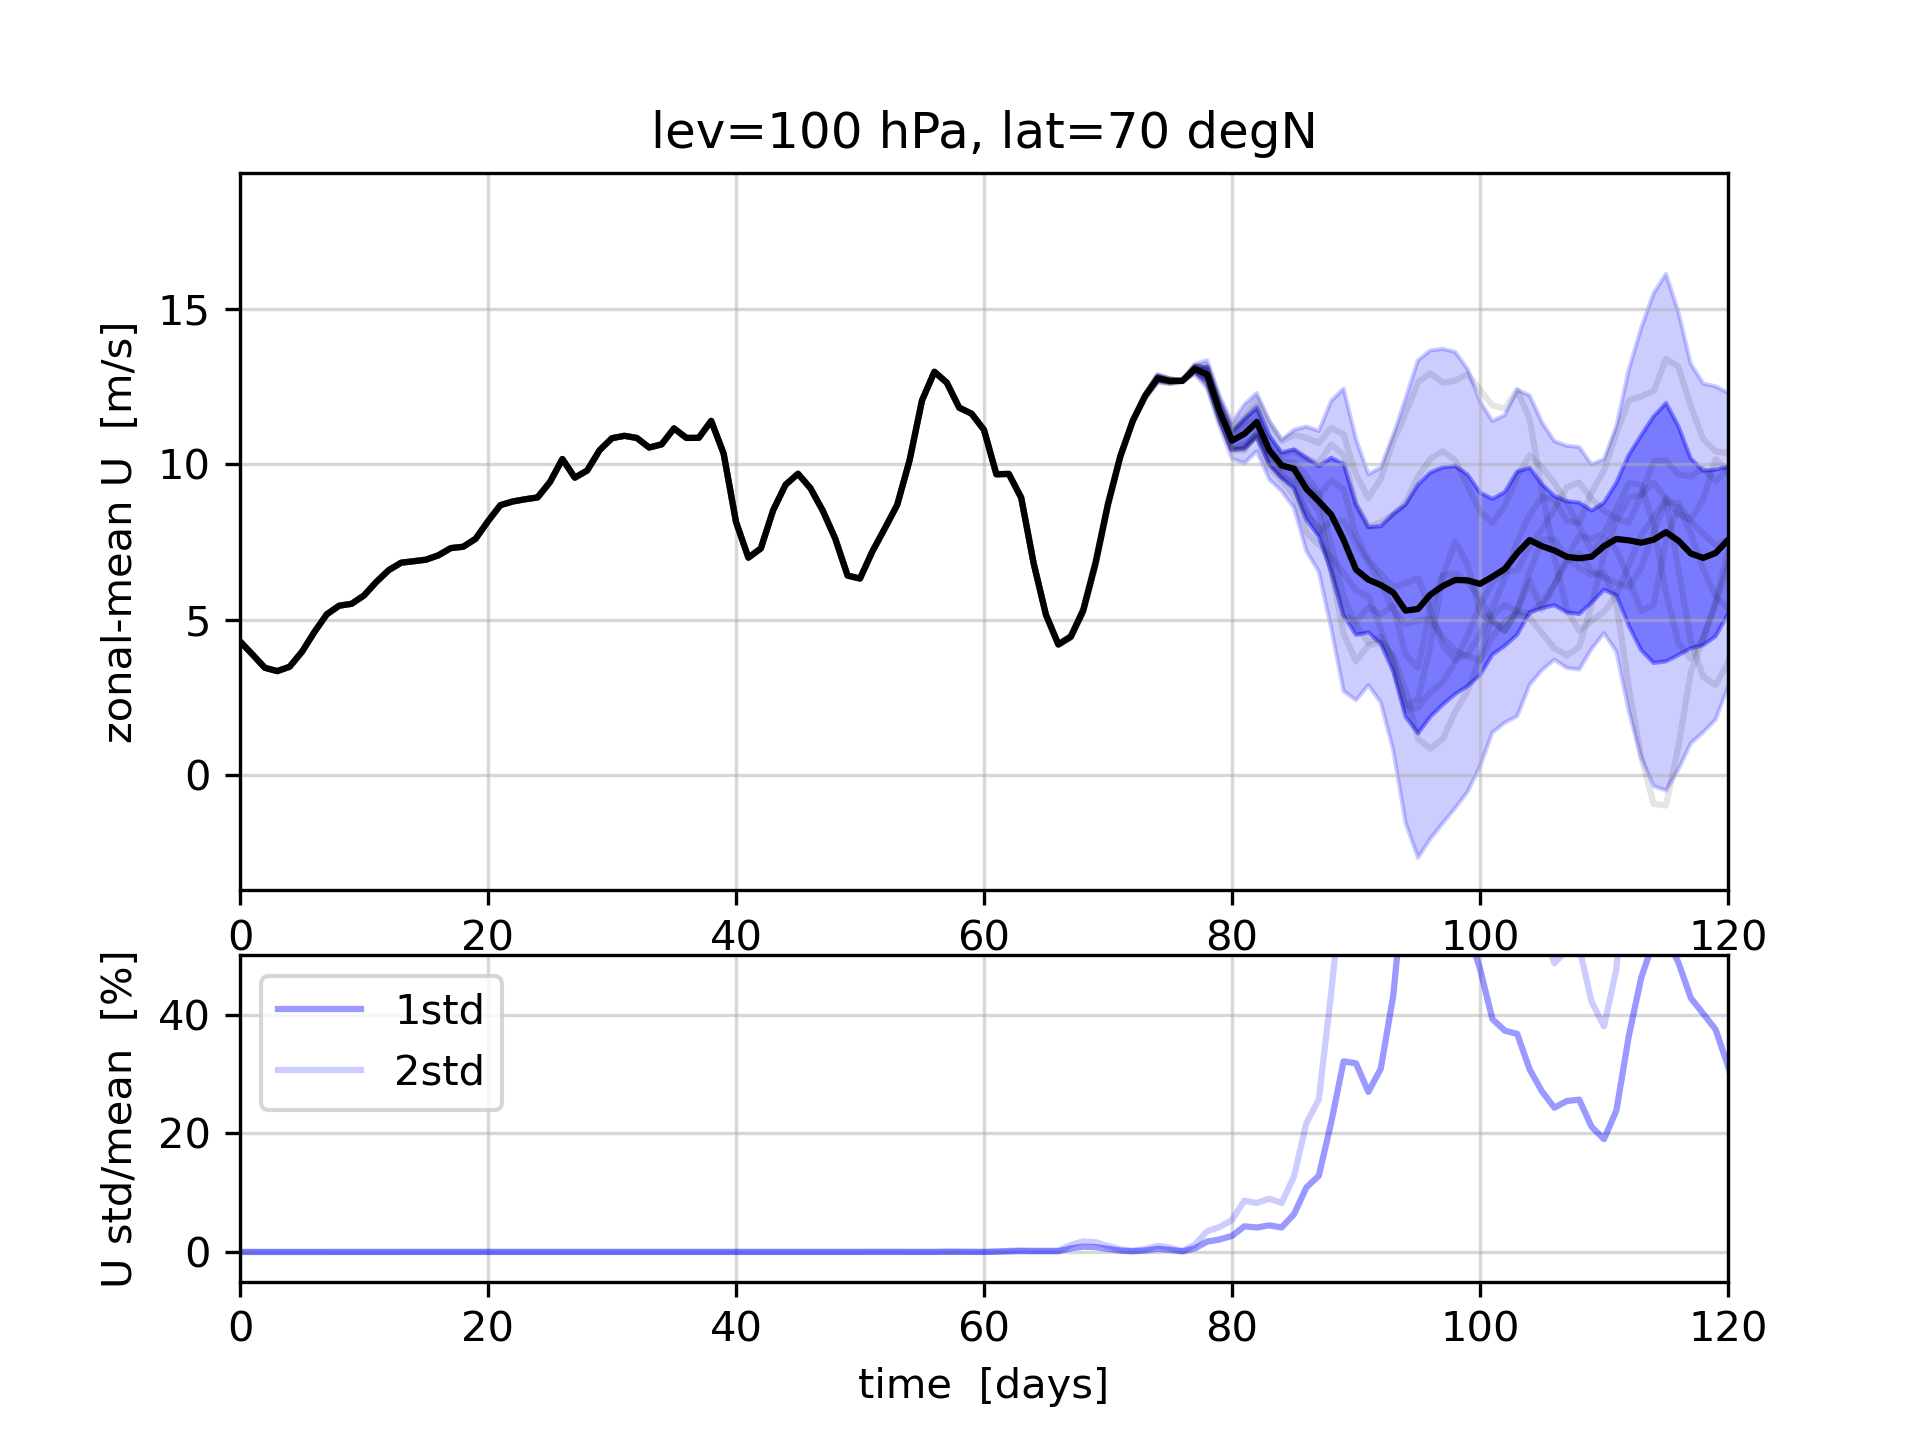 lev=100 hPa, lat=70 degN
zonal-mean U [m/s]
15
10
5
0
0 20 40 60 80 100 120
U std/mean [%]
40
20
0
1std
2std
0 20 40 60 80 100 120
time [days]